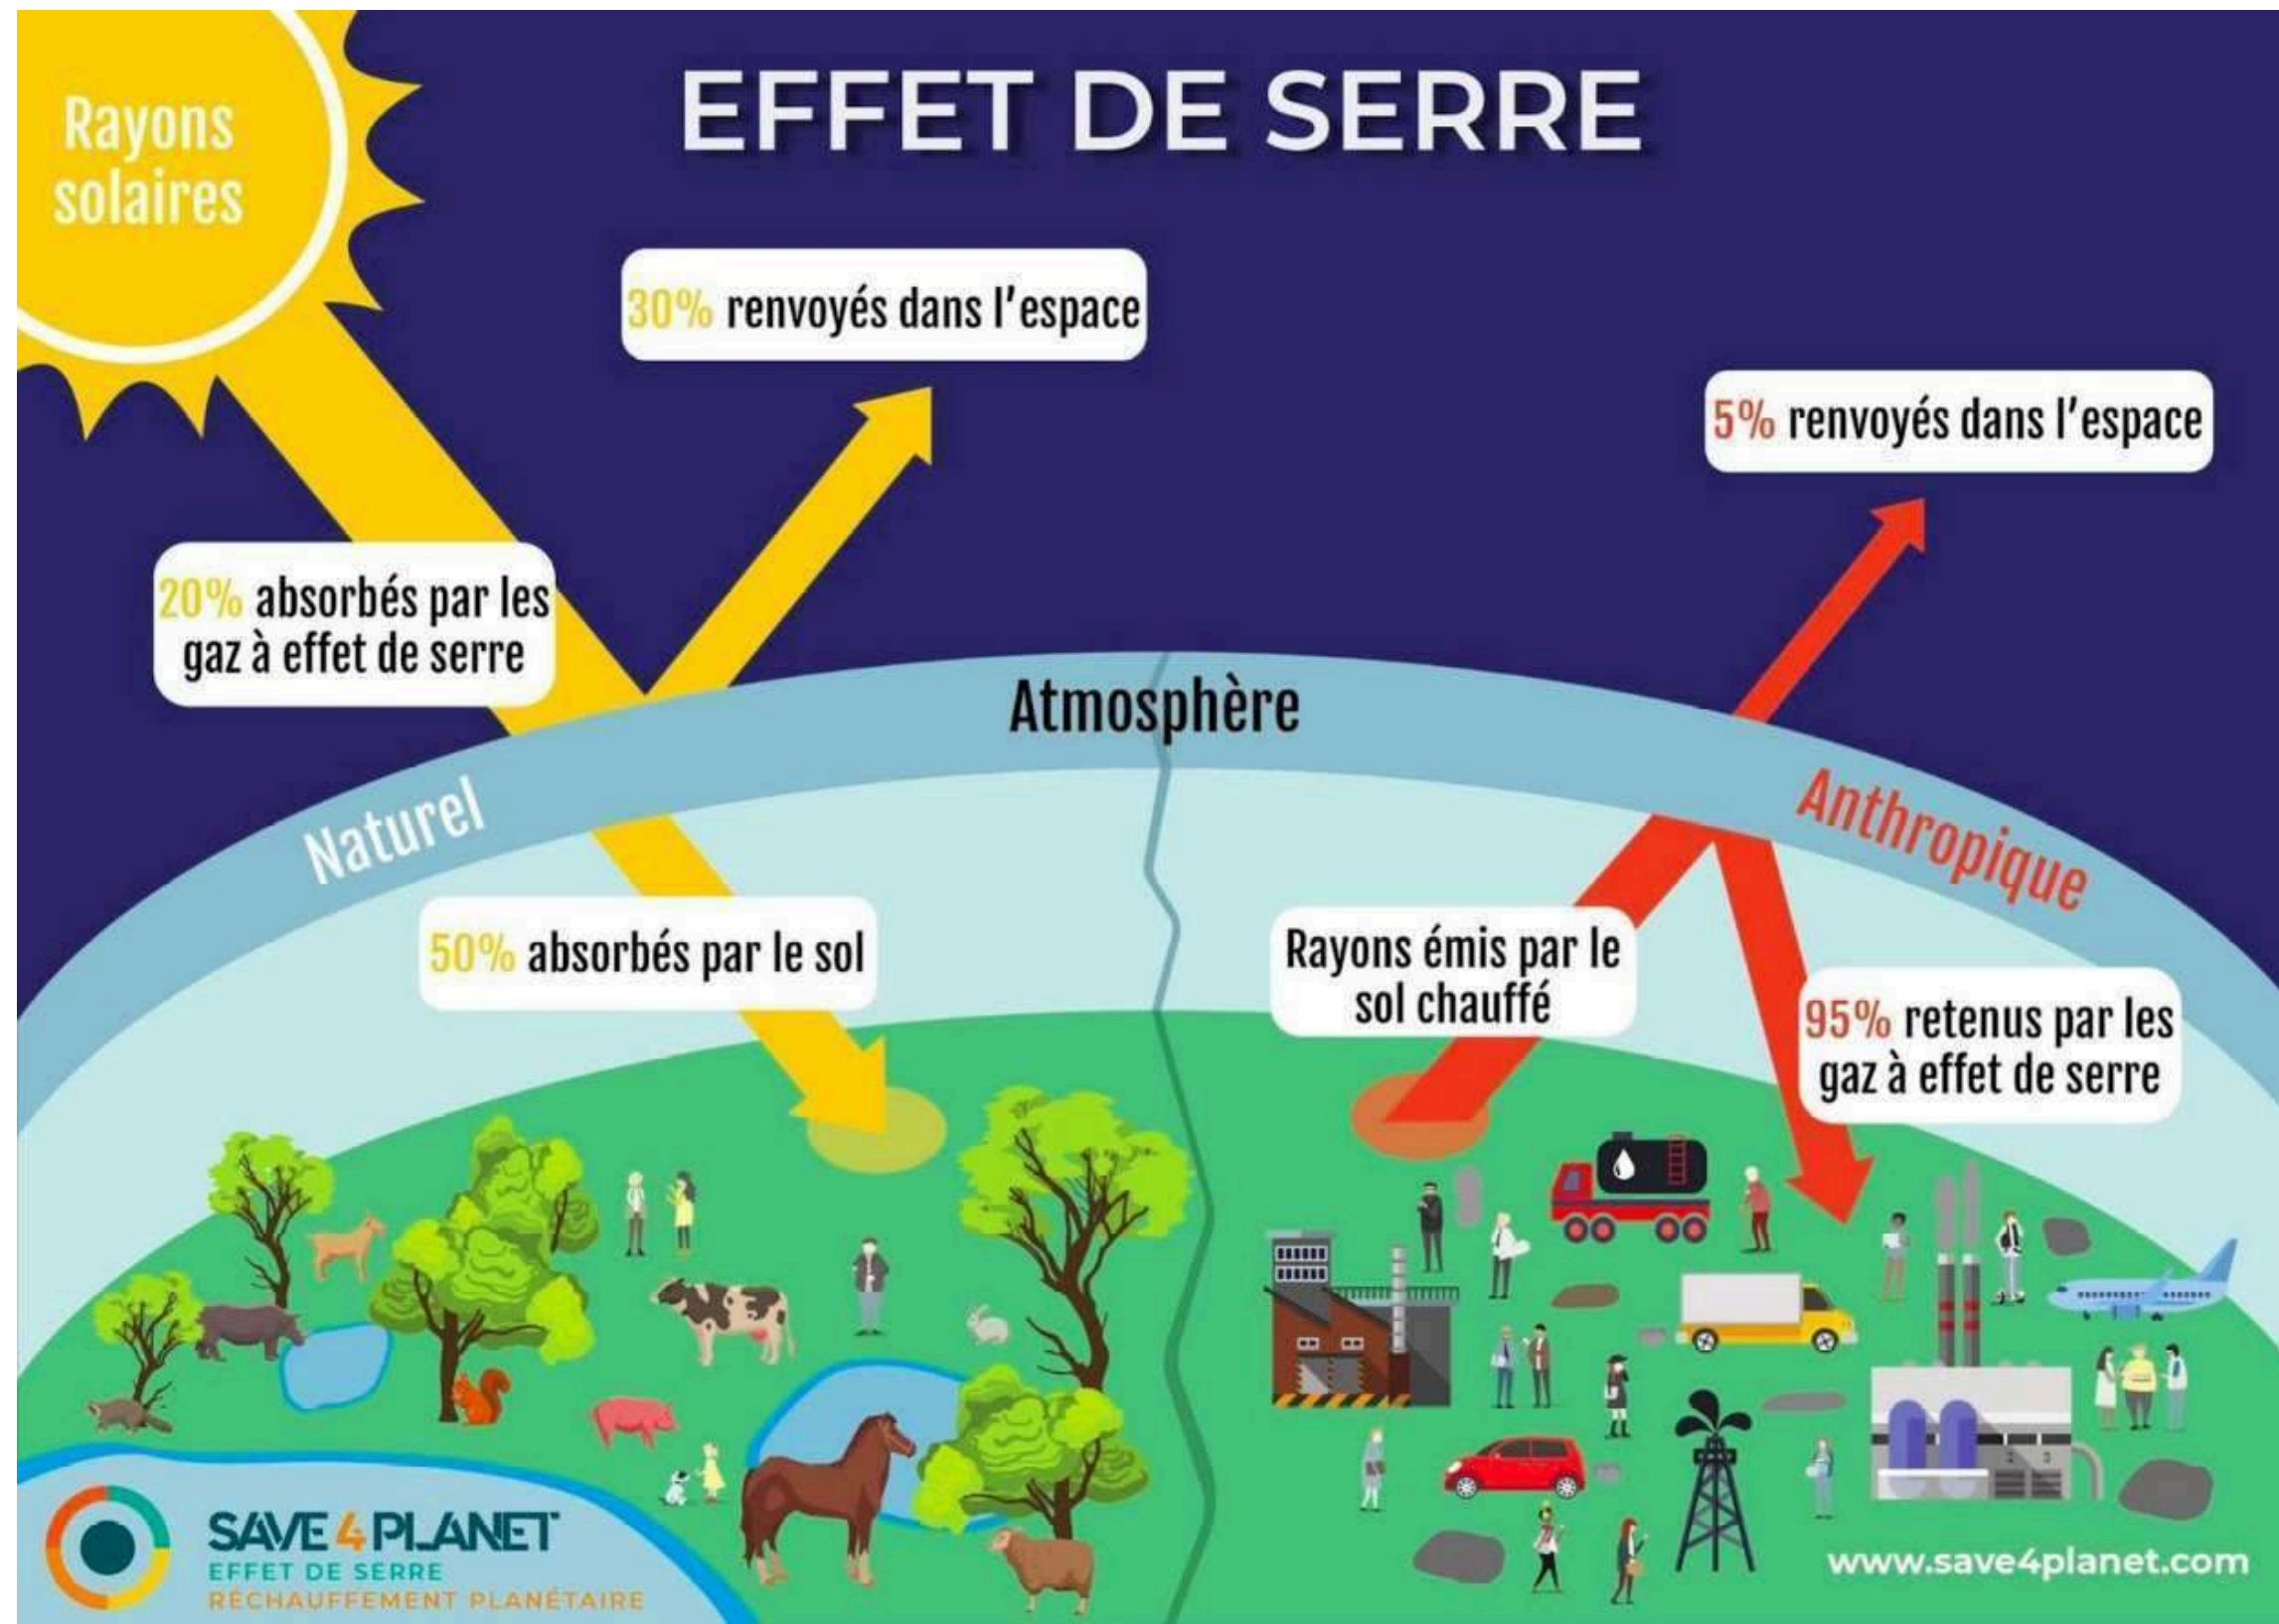 Rayons
solaires
EFFET DE SERRE
30% renvoyés dans l'espace
5% renvoyés dans l'espace
20% absorbés par les
gaz à effet de serre
Atmosphère
Naturel
Anthropique
50% absorbés par le sol
Rayons émis par le
sol chauffé
95% retenus par les
gaz à effet de serre
SAVE 4 PLANET
EFFET DE SERRE
RÉCHAUFFEMENT PLANÉTAIRE
www.save4planet.com